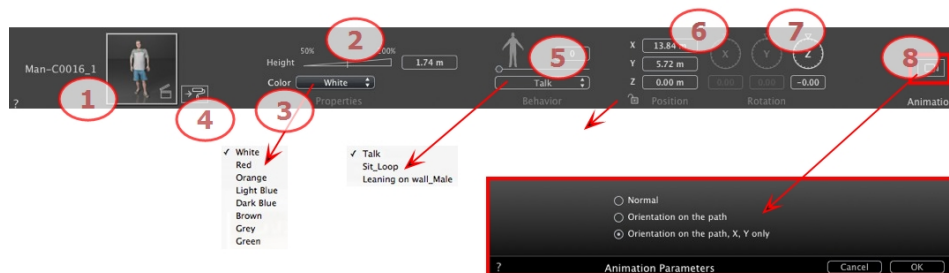 1
2
3
4
5
6
7
8
Man-C0016_1
?
50%
200%
Height
1.74 m
Color
White
Properties
0
Talk
Behavior
X
13.84 m
Y
5.72 m
Z
0.00 m
Position
X
Y
Z
0.00
0.00
-0.00
Rotation
Animatio
✓ White
Red
Orange
Light Blue
Dark Blue
Brown
Grey
Green
✓ Talk
Sit_Loop
Leaning on wall_Male
Normal
Orientation on the path
Orientation on the path, X, Y only
?
Animation Parameters
Cancel
OK